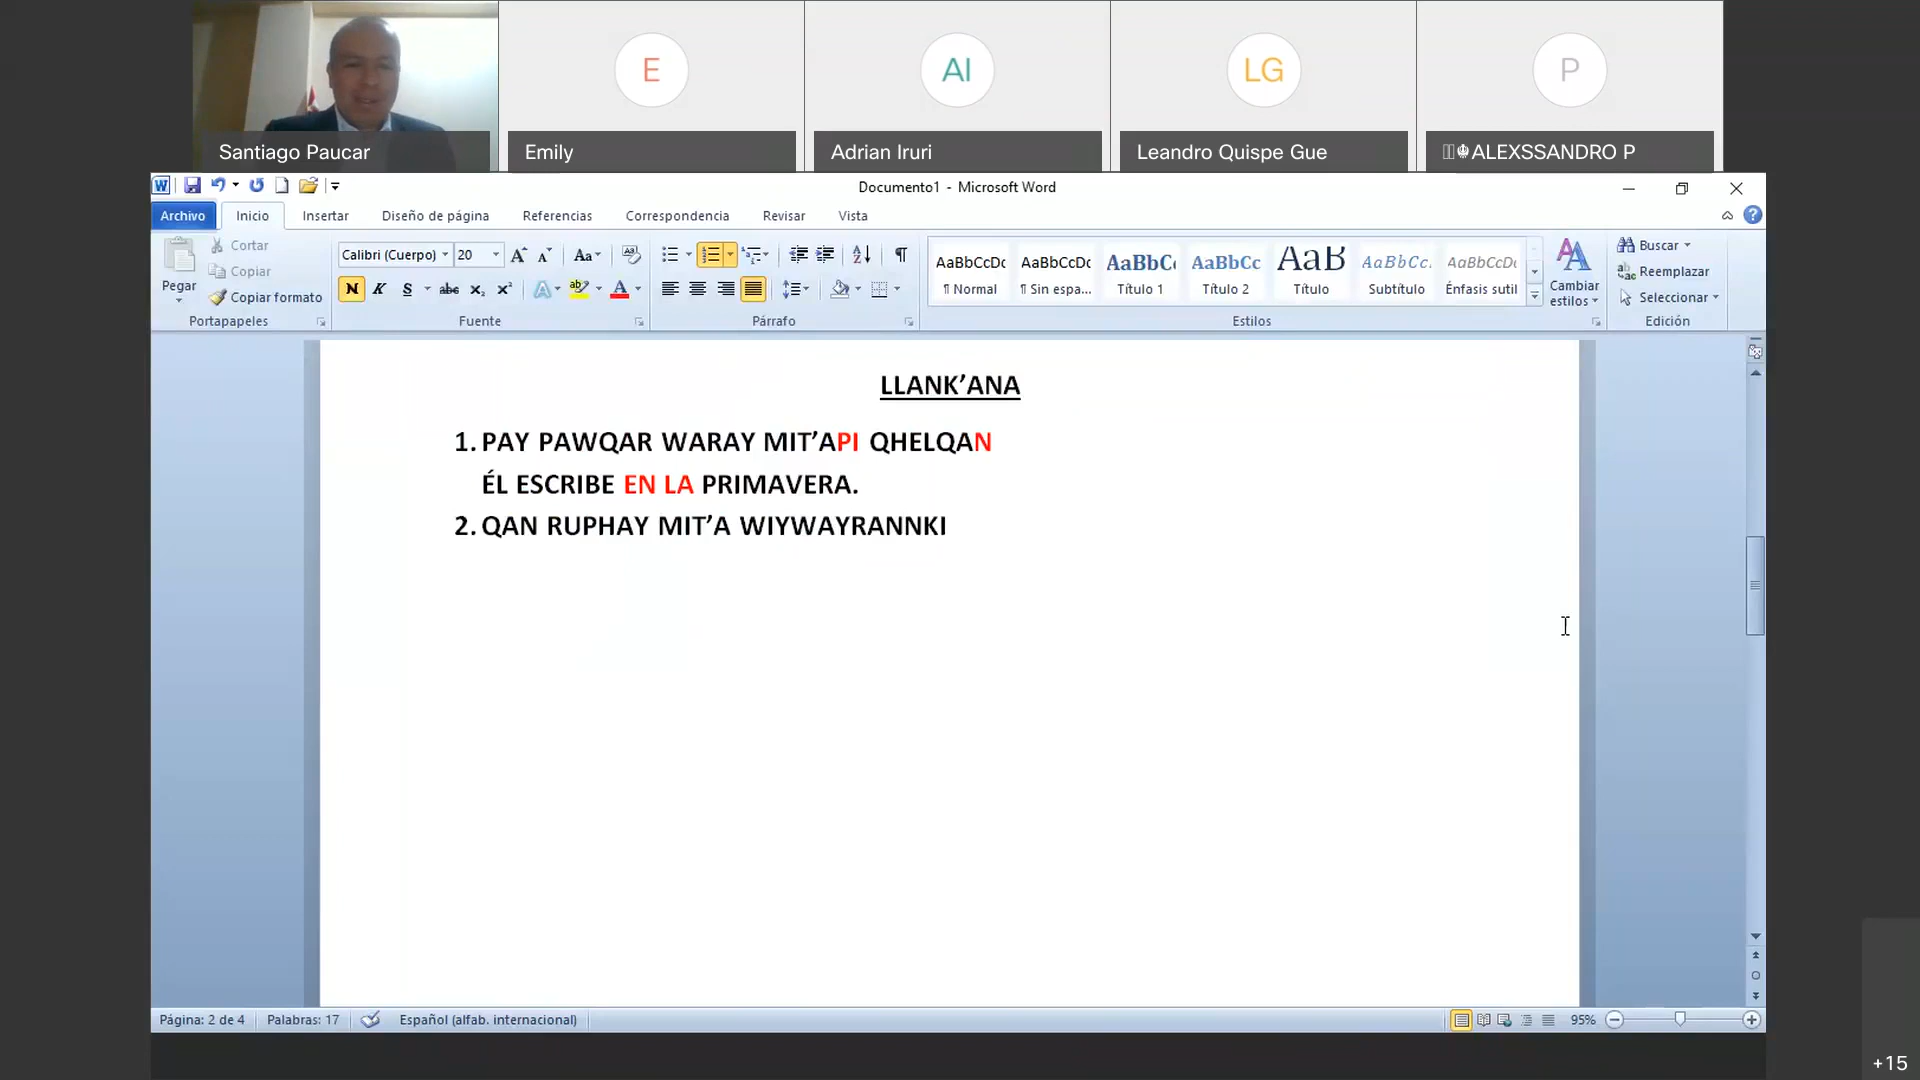 E
AI
LG
P
Santiago Paucar
Emily
Adrian Iruri
Leandro Quispe Gue
ALEXSSANDRO P
Documento1 - Microsoft Word
Archivo Inicio Insertar Diseño de página Referencias Correspondencia Revisar Vista
Pegar
Cortar
Copiar
Copiar formato
Portapapeles
Calibri (Cuerpo) 20
N K S abc x₂ x²
Fuente
Párrafo
AaBbCcDc AaBbCcDc AaBbC AaBbCc AaB AaBbCc. AaBbCcDc
¶ Normal ¶ Sin espa... Título 1 Título 2 Título Subtítulo Énfasis sutil
Estilos
Cambiar
estilos
Buscar
Reemplazar
Seleccionar
Edición
LLANK’ANA
1. PAY PAWQAR WARAY MIT’API QHELQAN
ÉL ESCRIBE EN LA PRIMAVERA.
2. QAN RUPHAY MIT’A WIYWAYRANNKI
Página: 2 de 4 Palabras: 17 Español (alfab. internacional) 95%
+15